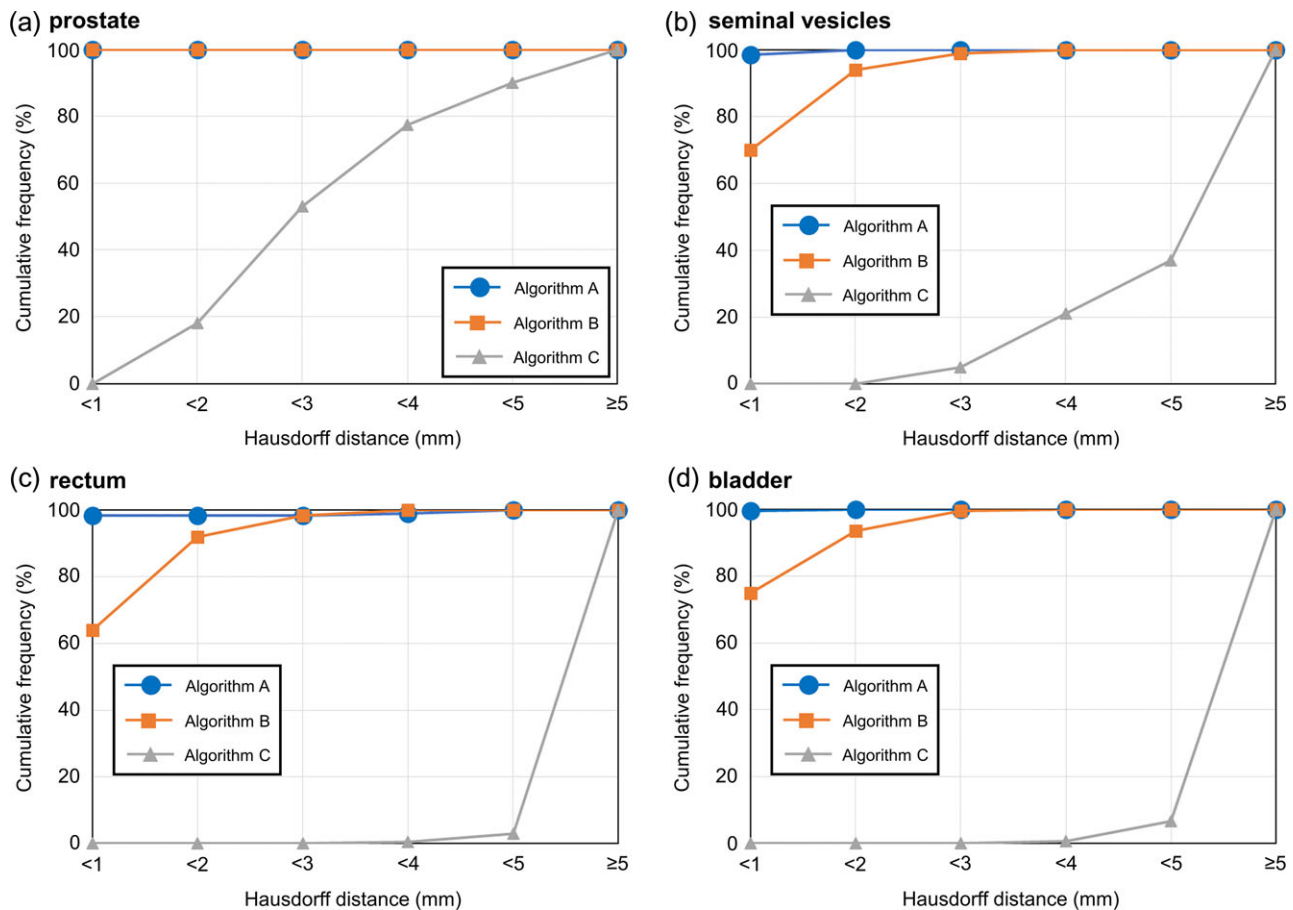 (a) prostate
Cumulative frequency (%)
100
80
60
40
20
0
<1 <2 <3 <4 <5 ≥5
Hausdorff distance (mm)
Algorithm A
Algorithm B
Algorithm C
(b) seminal vesicles
Cumulative frequency (%)
100
80
60
40
20
0
<1 <2 <3 <4 <5 ≥5
Hausdorff distance (mm)
Algorithm A
Algorithm B
Algorithm C
(c) rectum
Cumulative frequency (%)
100
80
60
40
20
0
<1 <2 <3 <4 <5 ≥5
Hausdorff distance (mm)
Algorithm A
Algorithm B
Algorithm C
(d) bladder
Cumulative frequency (%)
100
80
60
40
20
0
<1 <2 <3 <4 <5 ≥5
Hausdorff distance (mm)
Algorithm A
Algorithm B
Algorithm C